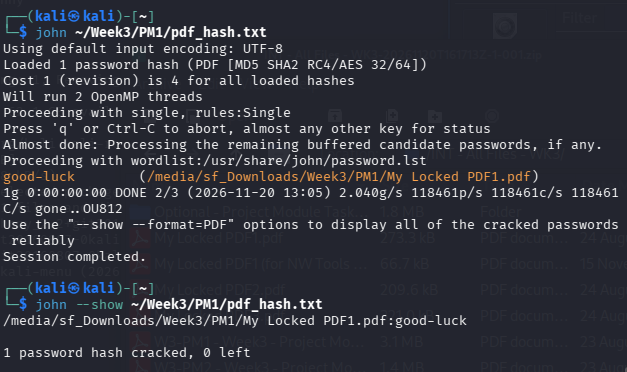 ┌──(kali㉿kali)-[~]
└─$ john ~/Week3/PM1/pdf_hash.txt
Using default input encoding: UTF-8
Loaded 1 password hash (PDF [MD5 SHA2 RC4/AES 32/64])
Cost 1 (revision) is 4 for all loaded hashes
Will run 2 OpenMP threads
Proceeding with single, rules:Single
Press 'q' or Ctrl-C to abort, almost any other key for status
Almost done: Processing the remaining buffered candidate passwords, if any.
Proceeding with wordlist:/usr/share/john/password.lst
good-luck        (/media/sf_Downloads/Week3/PM1/My Locked PDF1.pdf)
1g 0:00:00:00 DONE 2/3 (2026-11-20 13:05) 2.040g/s 118461p/s 118461c/s 118461
C/s gone..OU812
Use the "--show --format=PDF" options to display all of the cracked passwords
 reliably
Session completed.
┌──(kali㉿kali)-[~]
└─$ john --show ~/Week3/PM1/pdf_hash.txt
/media/sf_Downloads/Week3/PM1/My Locked PDF1.pdf:good-luck
1 password hash cracked, 0 left